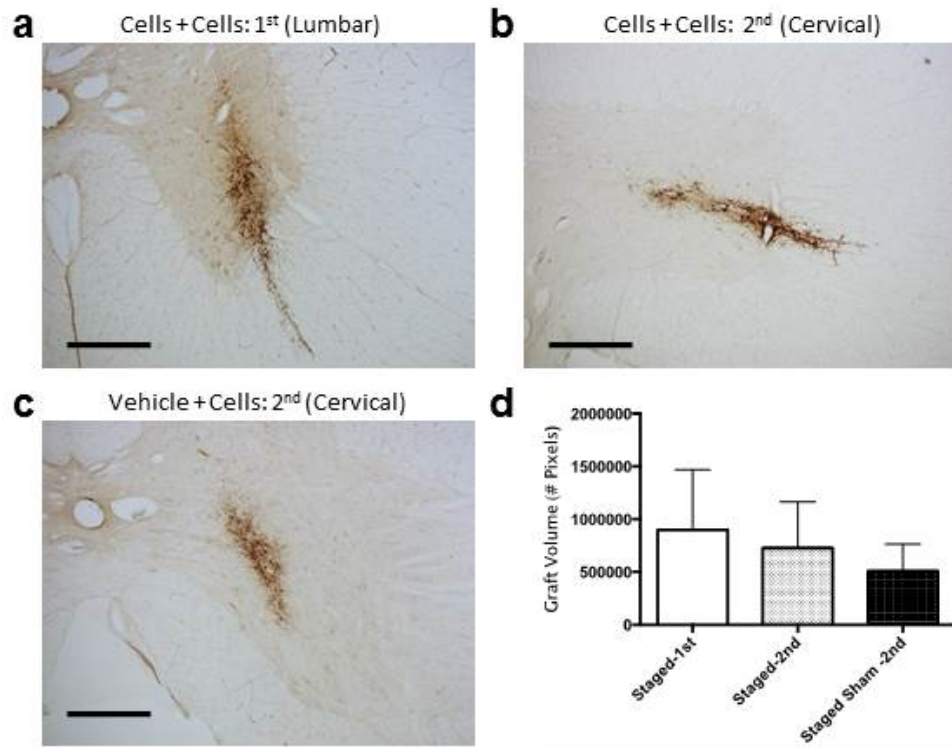 a
Cells + Cells: 1st (Lumbar)
b
Cells + Cells: 2nd (Cervical)
c
Vehicle + Cells: 2nd (Cervical)
d
Graft Volume (# Pixels)
2000000
1500000
1000000
500000
0
Staged-1st
Staged-2nd
Staged Sham -2nd